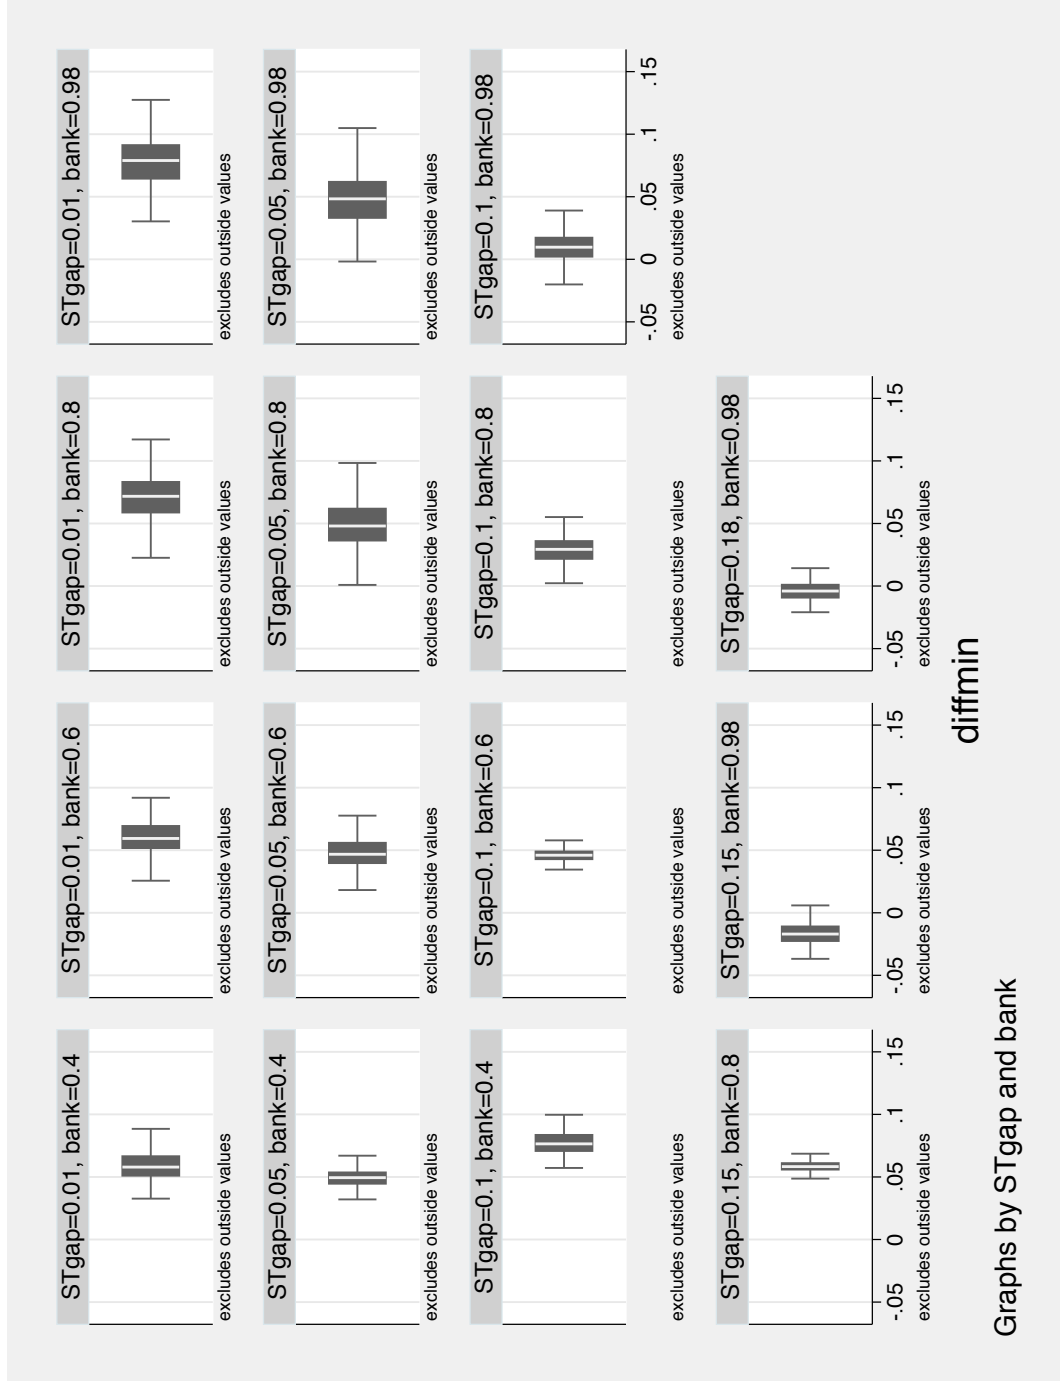 STgap=0.01, bank=0.4
STgap=0.01, bank=0.6
STgap=0.01, bank=0.8
STgap=0.01, bank=0.98
excludes outside values
excludes outside values
excludes outside values
excludes outside values
STgap=0.05, bank=0.4
STgap=0.05, bank=0.6
STgap=0.05, bank=0.8
STgap=0.05, bank=0.98
excludes outside values
excludes outside values
excludes outside values
excludes outside values
STgap=0.1, bank=0.4
STgap=0.1, bank=0.6
STgap=0.1, bank=0.8
STgap=0.1, bank=0.98
-.05 0 .05 .1 .15
excludes outside values
excludes outside values
excludes outside values
excludes outside values
STgap=0.15, bank=0.8
STgap=0.15, bank=0.98
STgap=0.18, bank=0.98
-.05 0 .05 .1 .15
-.05 0 .05 .1 .15
-.05 0 .05 .1 .15
excludes outside values
excludes outside values
excludes outside values
diffmin
Graphs by STgap and bank